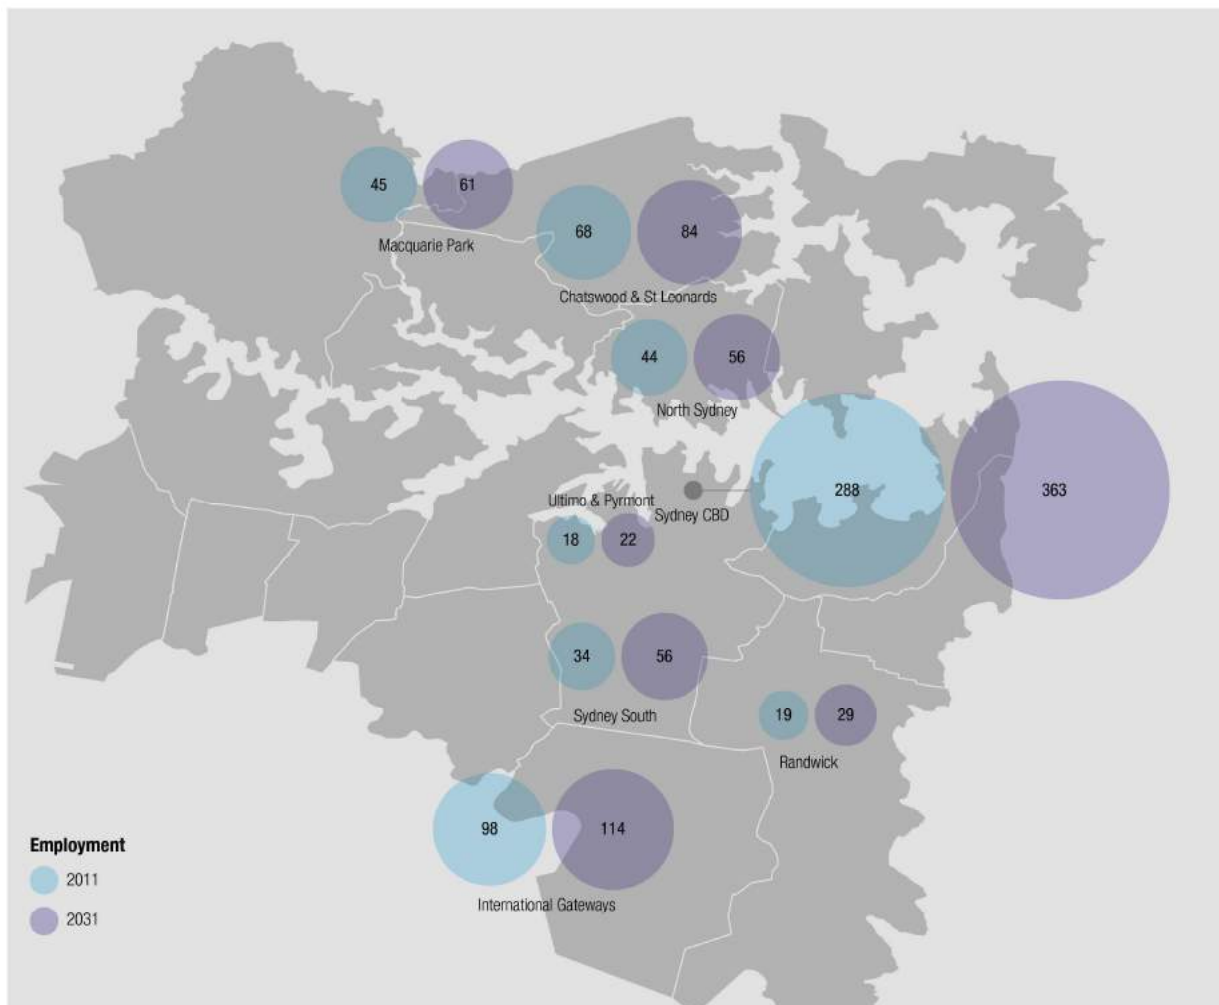 45
61
Macquarie Park
68
84
Chatswood & St Leonards
44
56
North Sydney
288
363
Sydney CBD
Ultimo & Pyrmont
18
22
34
56
Sydney South
19
29
Randwick
98
114
International Gateways
Employment
2011
2031